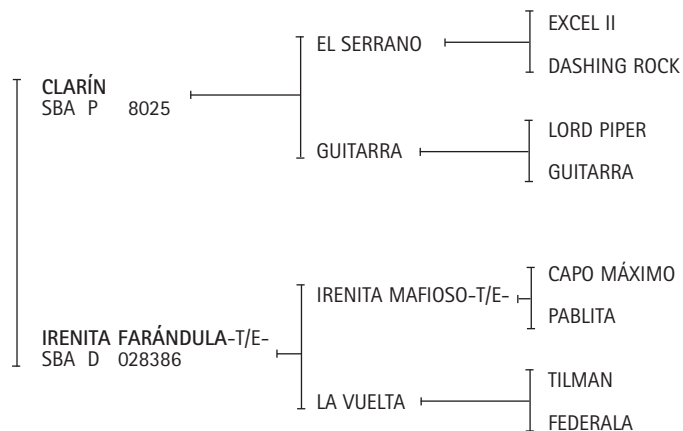 EXCEL II
EL SERRANO
DASHING ROCK
CLARÍN
SBA P 8025
LORD PIPER
GUITARRA
GUITARRA
CAPO MÁXIMO
IRENITA MAFIOSO-T/E-
PABLITA
IRENITA FARÁNDULA-T/E-
SBA D 028386
TILMAN
LA VUELTA
FEDERALA